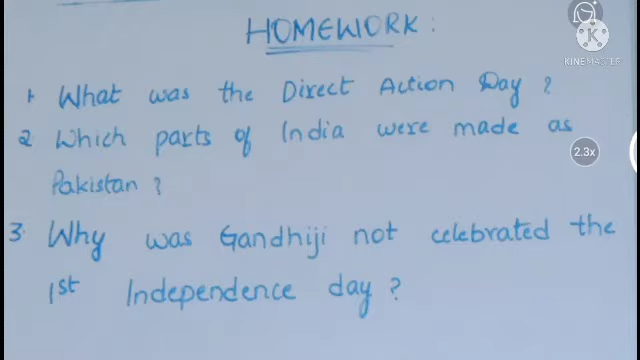 HOMEWORK:
1 What was the Direct Action Day ?
2 Which parts of India were made as
Pakistan ?
3. Why was Gandhiji not celebrated the
1st Independence day ?
K
KINEMASTER
2.3x